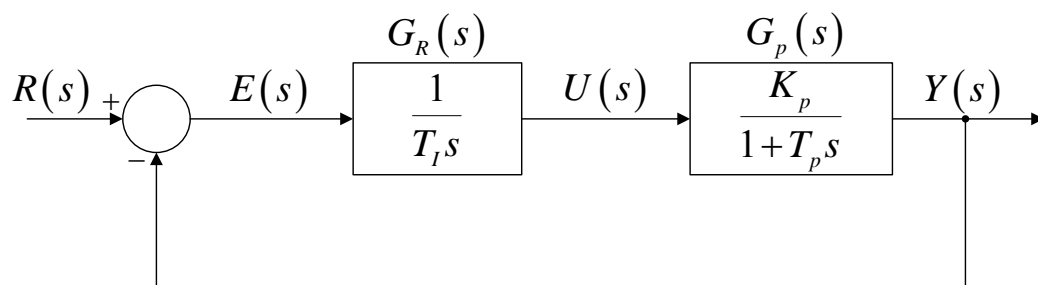 G_R(s) G_p(s)
R(s) + E(s) 1/(T_I s) U(s) K_p/(1+T_p s) Y(s)
−